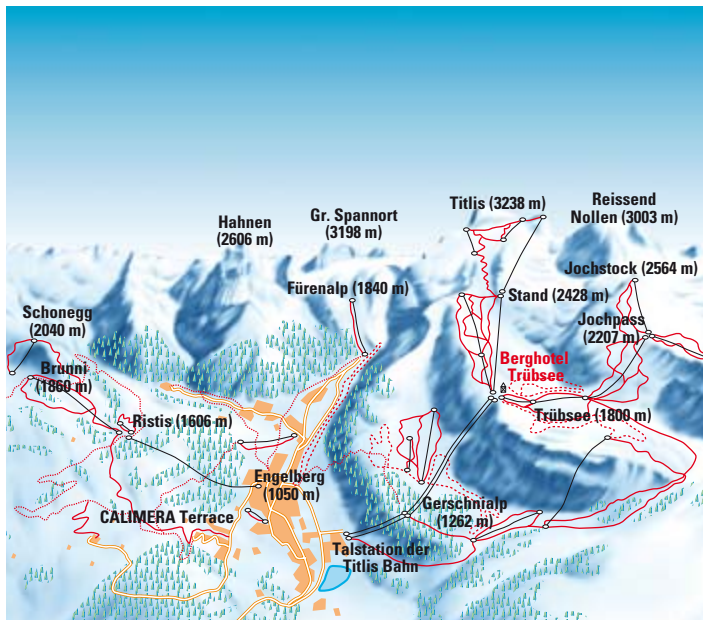 Titlis (3238 m)
Reissend
Nollen (3003 m)
Gr. Spannort
(3198 m)
Hahnen
(2606 m)
Jochstock (2564 m)
Fürenalp (1840 m)
Stand (2428 m)
Schonegg
(2040 m)
Jochpass
(2207 m)
Berghotel
Trübsee
Brunni
(1860 m)
Trübsee (1800 m)
Ristis (1606 m)
Engelberg
(1050 m)
Gerschnialp
(1262 m)
CALIMERA Terrace
Talstation der
Titlis Bahn